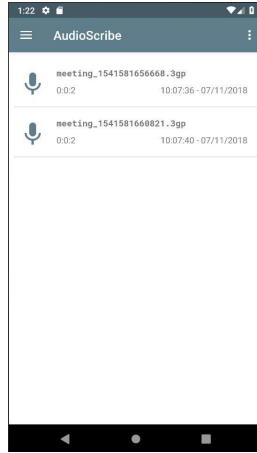 1:22
AudioScribe
meeting_1541581656668.3gp
0:0:2 10:07:36 - 07/11/2018
meeting_1541581660821.3gp
0:0:2 10:07:40 - 07/11/2018